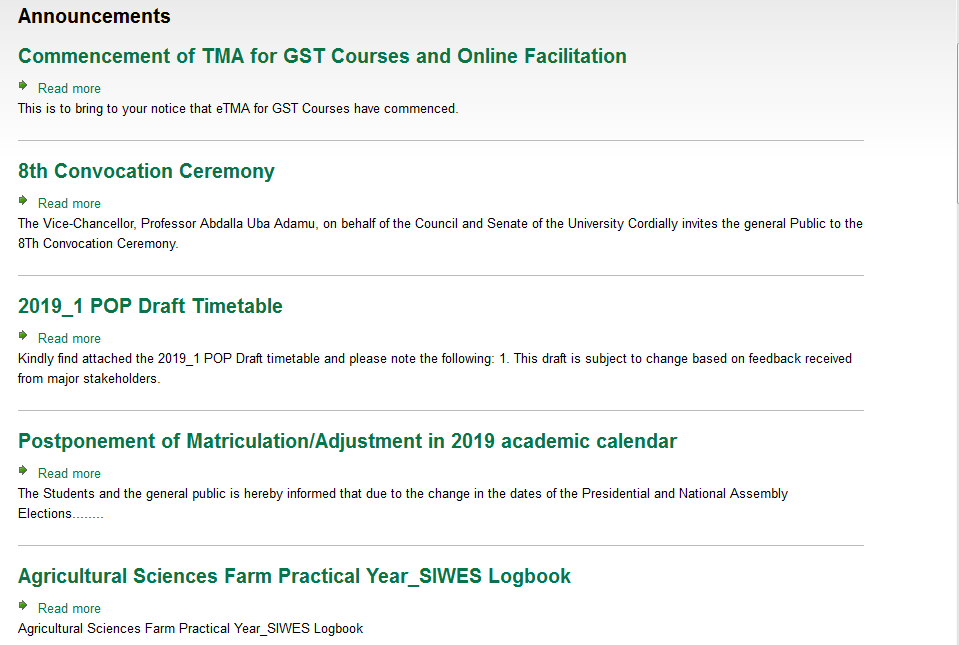 Announcements
Commencement of TMA for GST Courses and Online Facilitation
Read more
This is to bring to your notice that eTMA for GST Courses have commenced.
8th Convocation Ceremony
Read more
The Vice-Chancellor, Professor Abdalla Uba Adamu, on behalf of the Council and Senate of the University Cordially invites the general Public to the
8Th Convocation Ceremony.
2019_1 POP Draft Timetable
Read more
Kindly find attached the 2019_1 POP Draft timetable and please note the following: 1. This draft is subject to change based on feedback received
from major stakeholders.
Postponement of Matriculation/Adjustment in 2019 academic calendar
Read more
The Students and the general public is hereby informed that due to the change in the dates of the Presidential and National Assembly
Elections........
Agricultural Sciences Farm Practical Year_SIWES Logbook
Read more
Agricultural Sciences Farm Practical Year_SIWES Logbook